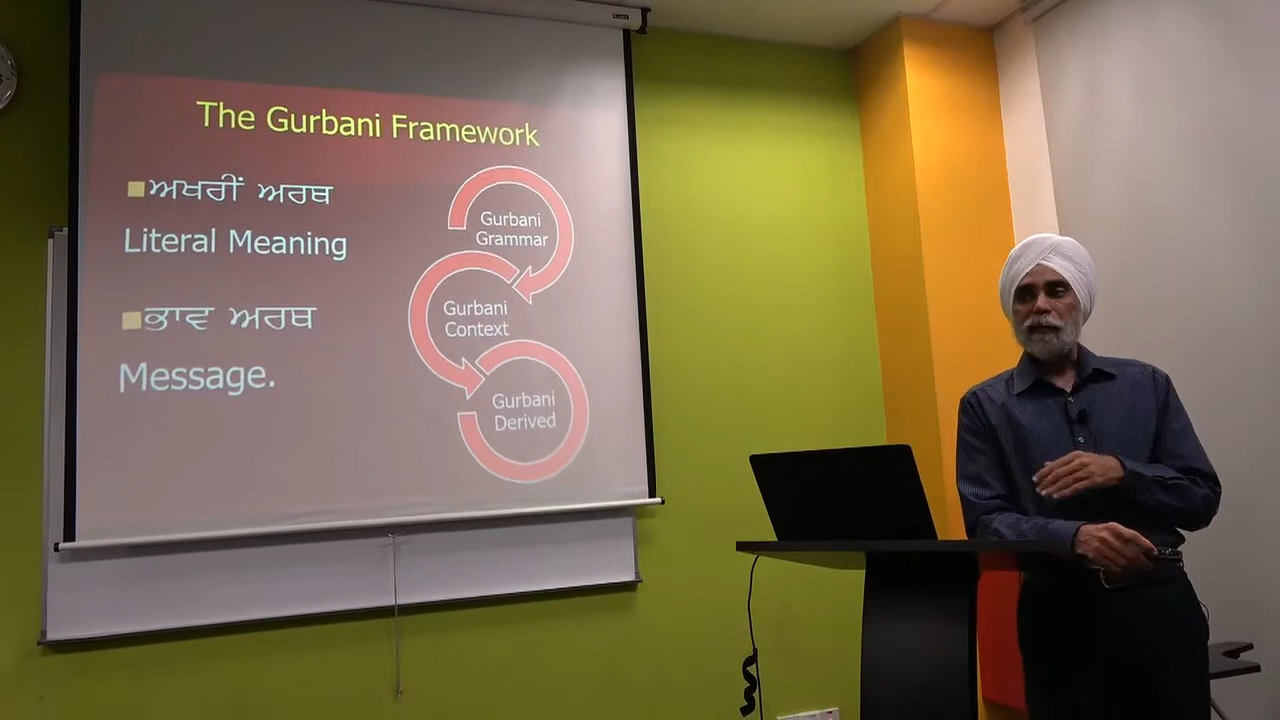 The Gurbani Framework
ਅਖਰੀਂ ਅਰਥ
Literal Meaning
ਭਾਵ ਅਰਥ
Message.
Gurbani
Grammar
Gurbani
Context
Gurbani
Derived